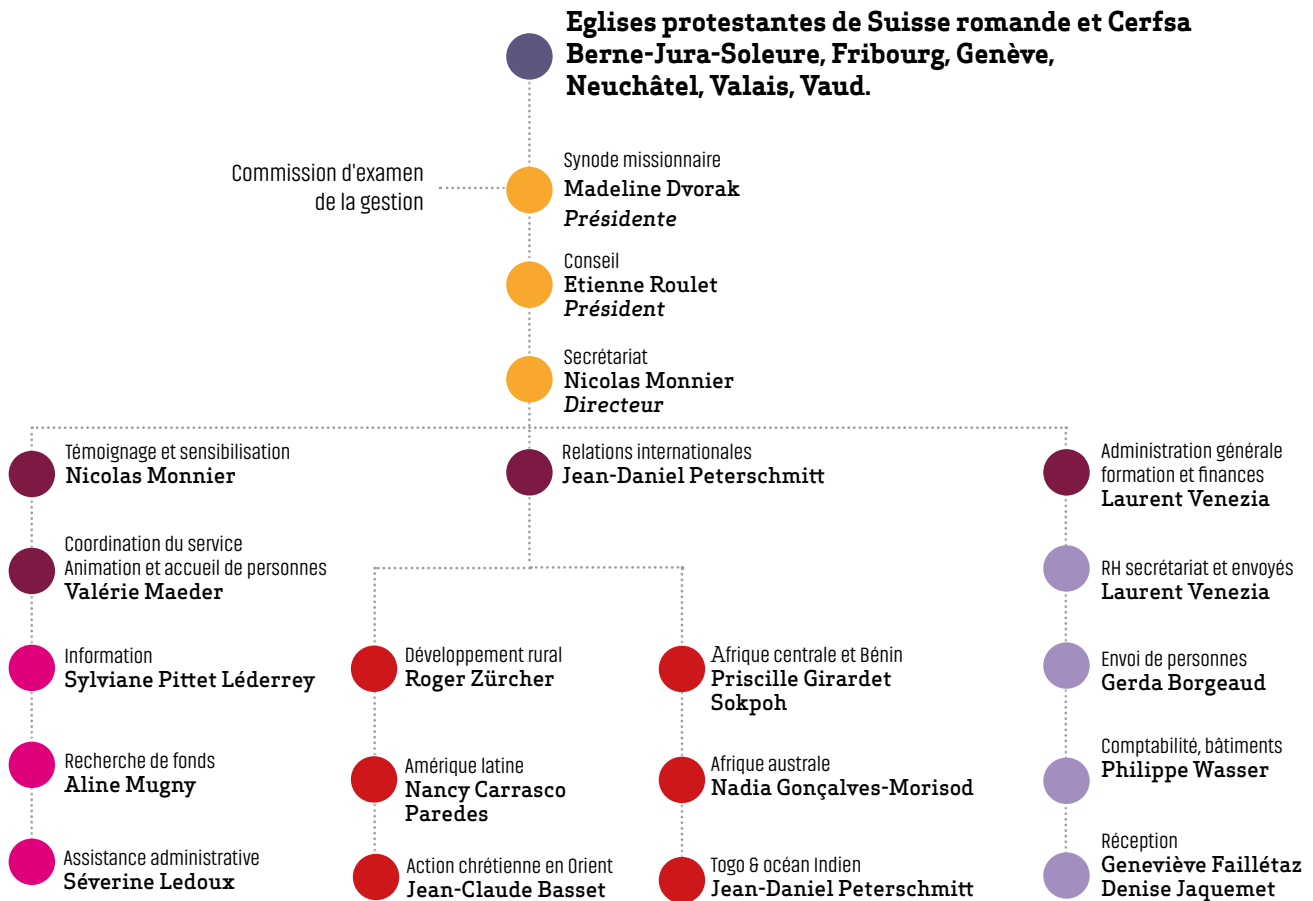 Eglises protestantes de Suisse romande et Cerfsa
Berne-Jura-Soleure, Fribourg, Genève,
Neuchâtel, Valais, Vaud.
Commission d'examen
de la gestion
Synode missionnaire
Madeline Dvorak
Présidente
Conseil
Etienne Roulet
Président
Secrétariat
Nicolas Monnier
Directeur
Témoignage et sensibilisation
Nicolas Monnier
Coordination du service
Animation et accueil de personnes
Valérie Maeder
Information
Sylviane Pittet Léderrey
Recherche de fonds
Aline Mugny
Assistance administrative
Séverine Ledoux
Relations internationales
Jean-Daniel Peterschmitt
Développement rural
Roger Zürcher
Amérique latine
Nancy Carrasco
Paredes
Action chrétienne en Orient
Jean-Claude Basset
Afrique centrale et Bénin
Priscille Girardet
Sokpoh
Afrique australe
Nadia Gonçalves-Morisod
Togo & océan Indien
Jean-Daniel Peterschmitt
Administration générale
formation et finances
Laurent Venezia
RH secrétariat et envoyés
Laurent Venezia
Envoi de personnes
Gerda Borgeaud
Comptabilité, bâtiments
Philippe Wasser
Réception
Geneviève Faillétaz
Denise Jaquemet